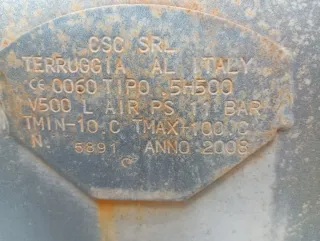 CSC SRL
TERRUGGIA AL ITALY
CE 0060 TIPO 5H500
V500 L AIR PS 11 BAR
TMIN-10 C TMAX+100 C
N. 5891 ANNO 2008